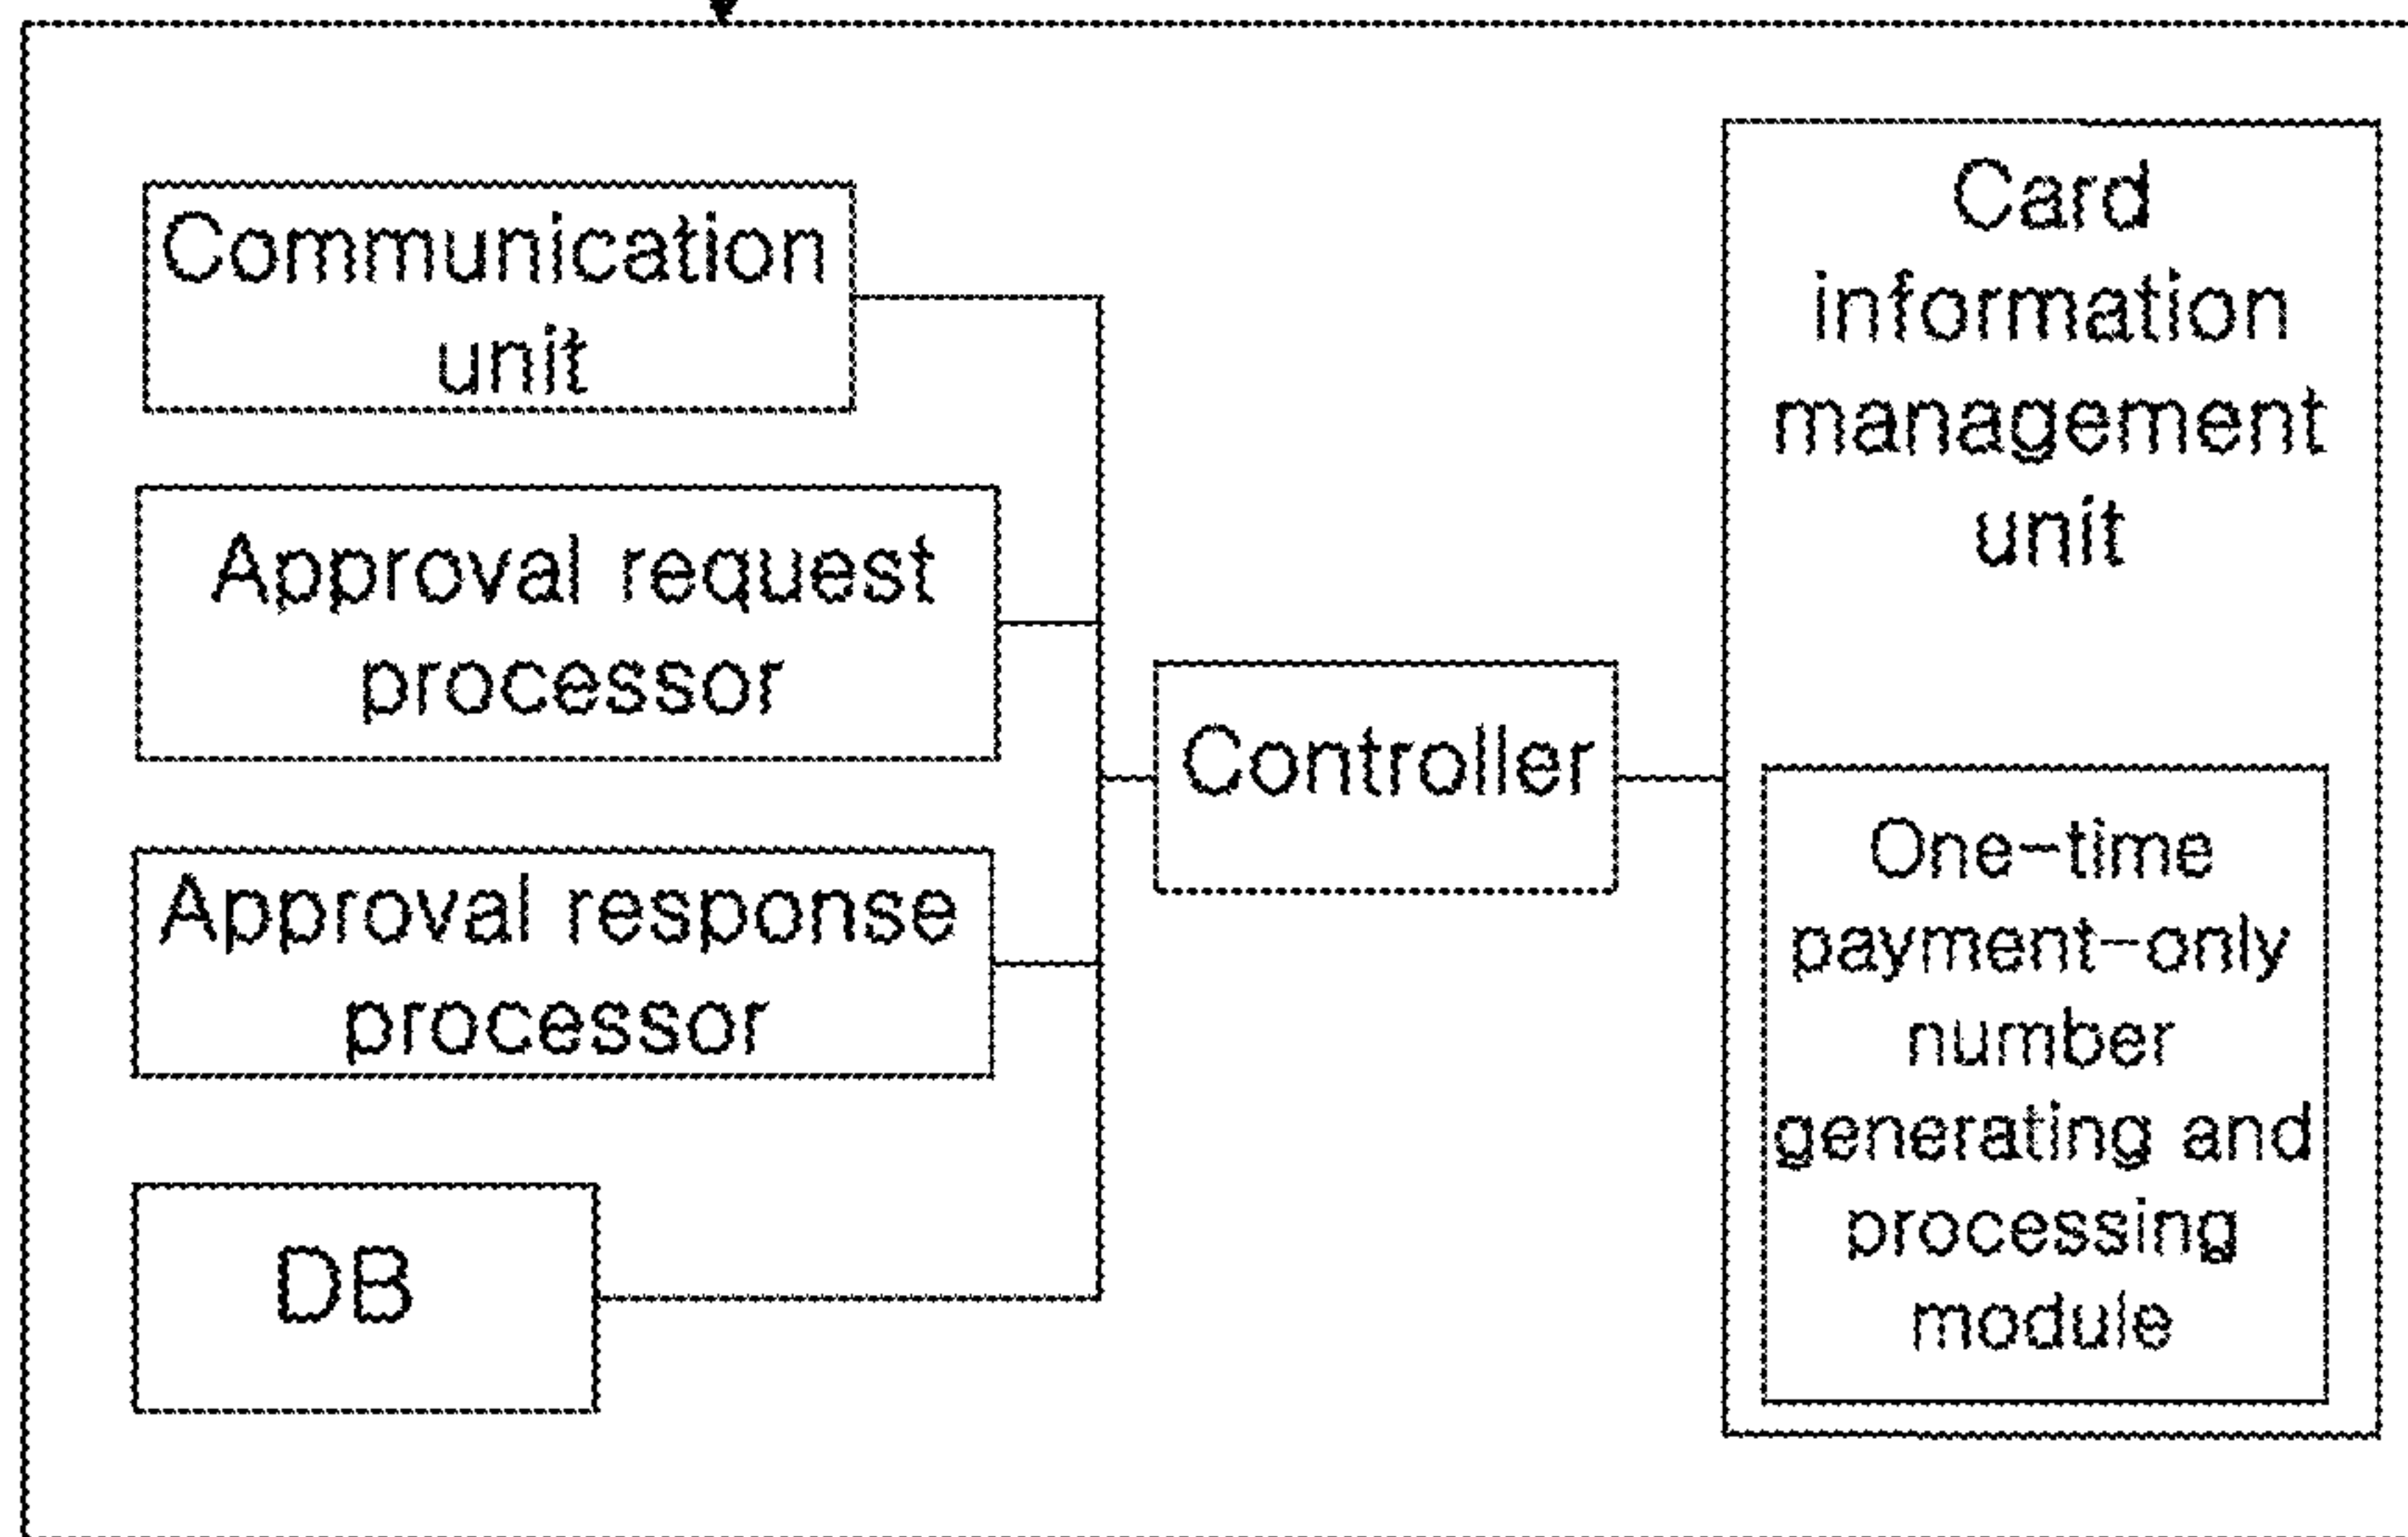 Communication
unit
Approval request
processor
Approval response
processor
DB
Controller
Card
information
management
unit
One-time
payment-only
number
generating and
processing
module